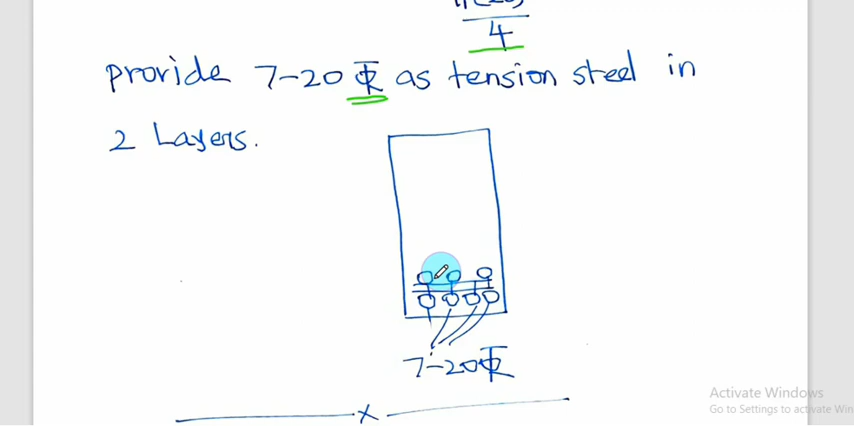 4
Provide 7-20 Φ as tension steel in
2 Layers.
7-20Φ
x
Activate Windows
Go to Settings to activate Win